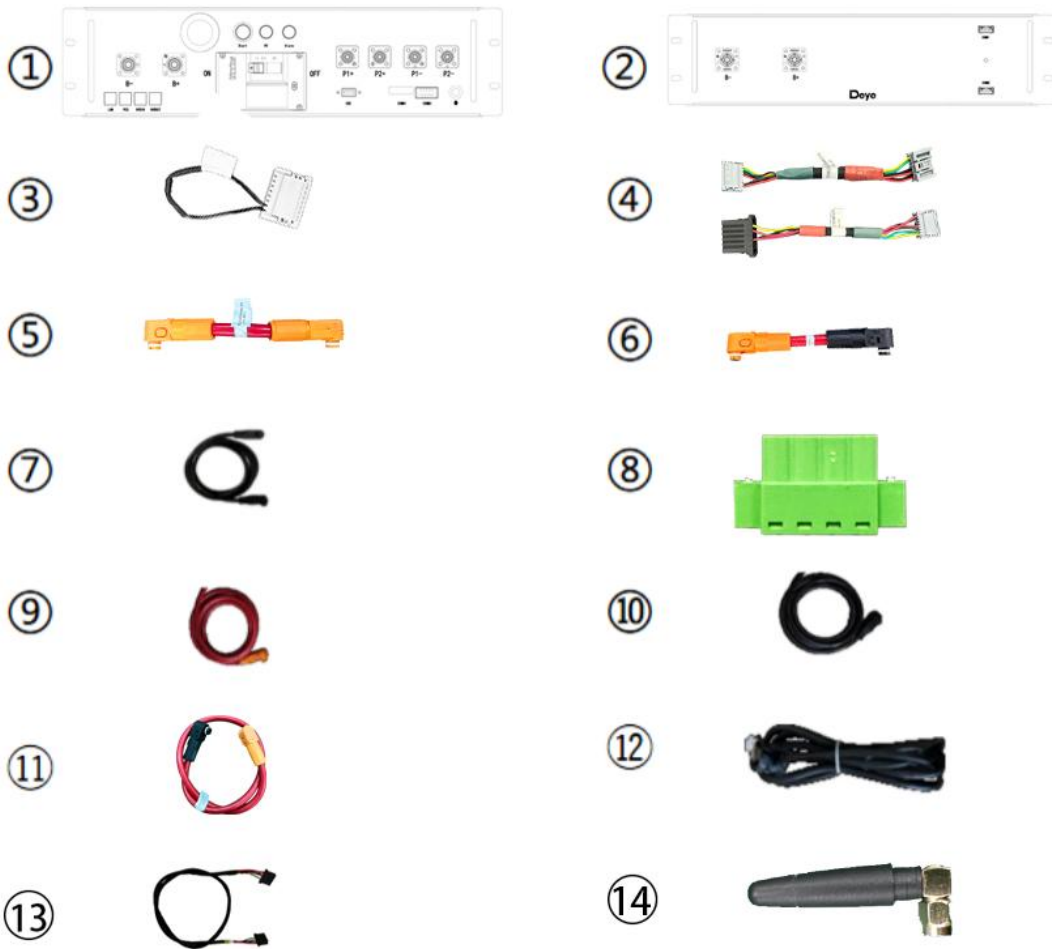 ①
Start
B-
B+
ON
OFF
P1+
P2+
P1-
P2-
②
B-
B+
Deye
③
④
⑤
⑥
⑦
⑧
⑨
⑩
⑪
⑫
⑬
⑭